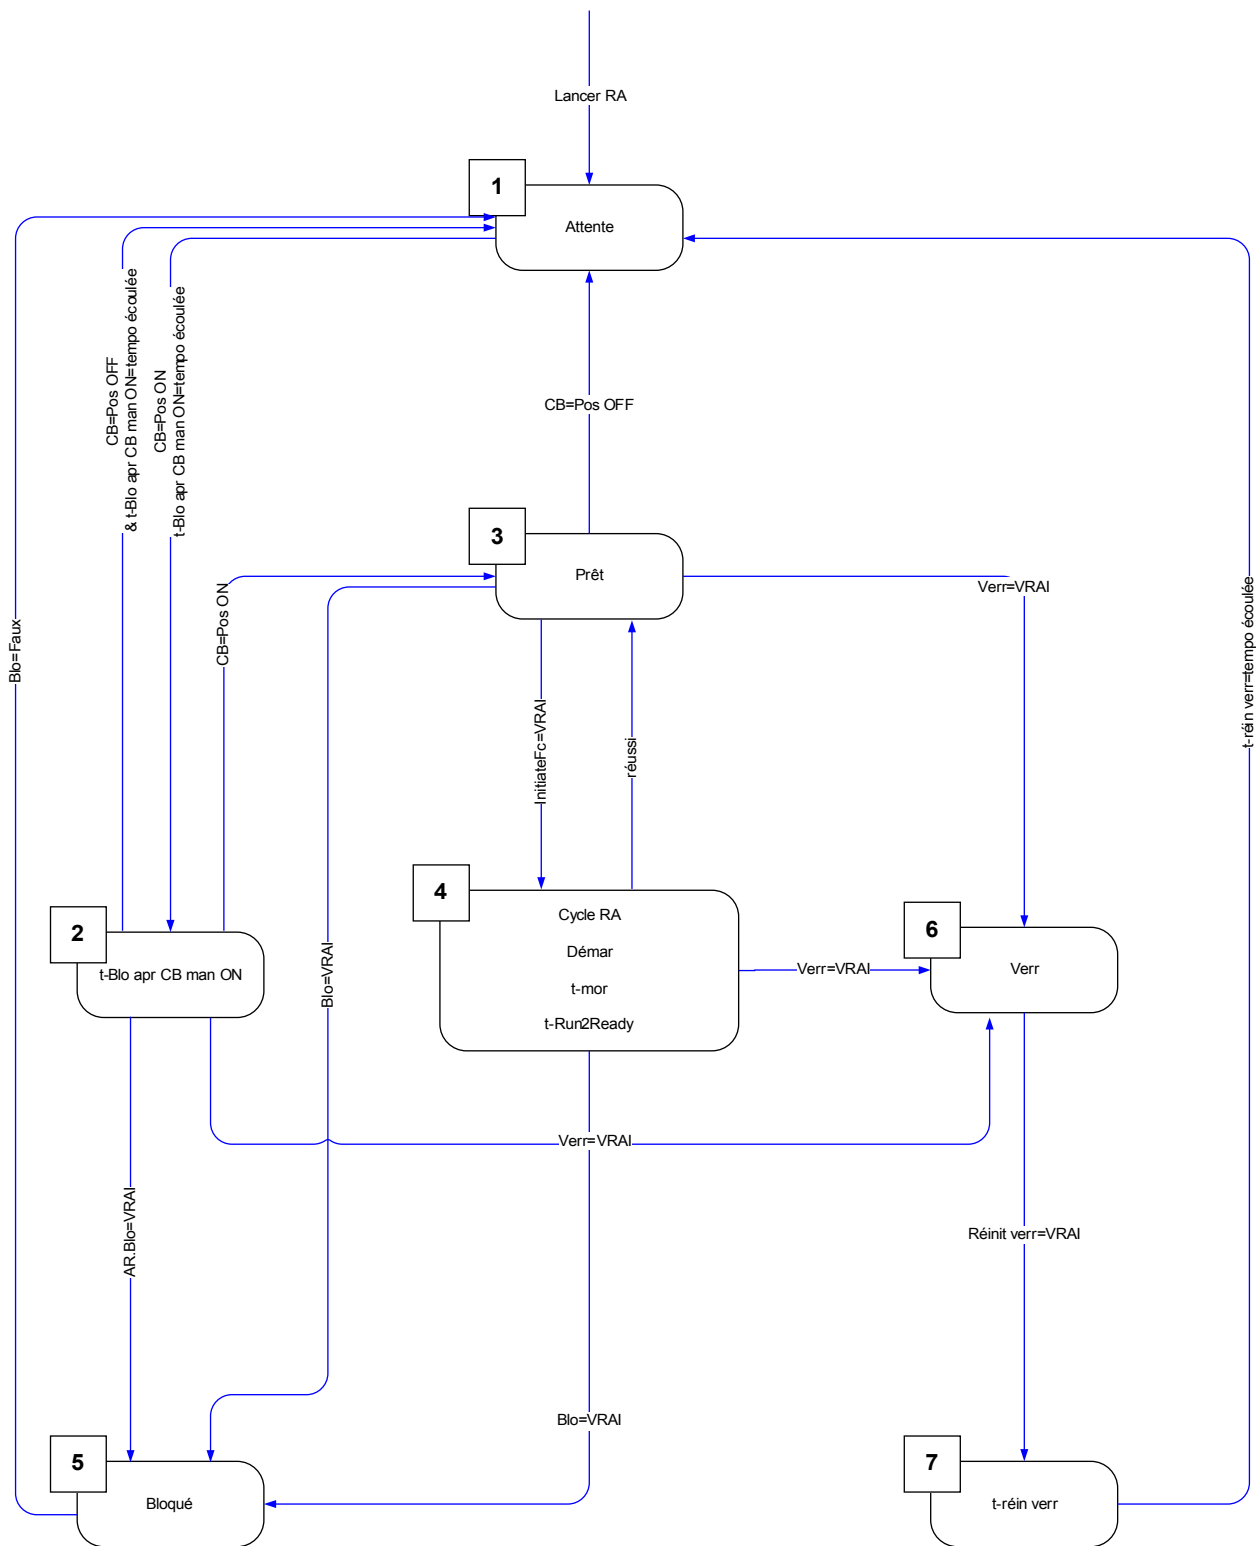 Lancer RA
1
Attente
CB=Pos OFF
& t-Blo apr CB man ON=tempo écoulée
CB=Pos ON
t-Blo apr CB man ON=tempo écoulée
CB=Pos OFF
3
Prêt
CB=Pos ON
Verr=VRAI
Blo=Faux
t-réin verr=tempo écoulée
InitiateFc=VRAI
réussi
4
Cycle RA
Démar
t-mor
t-Run2Ready
2
t-Blo apr CB man ON
6
Verr
Blo=VRAI
Verr=VRAI
Verr=VRAI
AR.Blo=VRAI
Réinit verr=VRAI
Blo=VRAI
5
Bloqué
7
t-réin verr